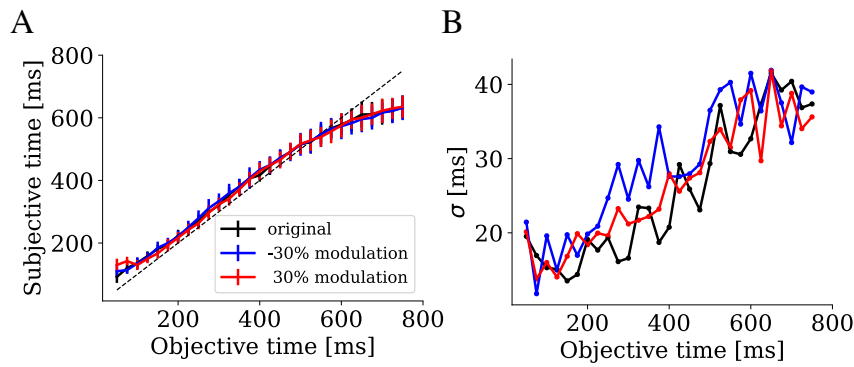 A
B
Subjective time [ms]
800
600
400
200
original
-30% modulation
30% modulation
200
400
600
800
Objective time [ms]
σ [ms]
40
30
20
200
400
600
800
Objective time [ms]